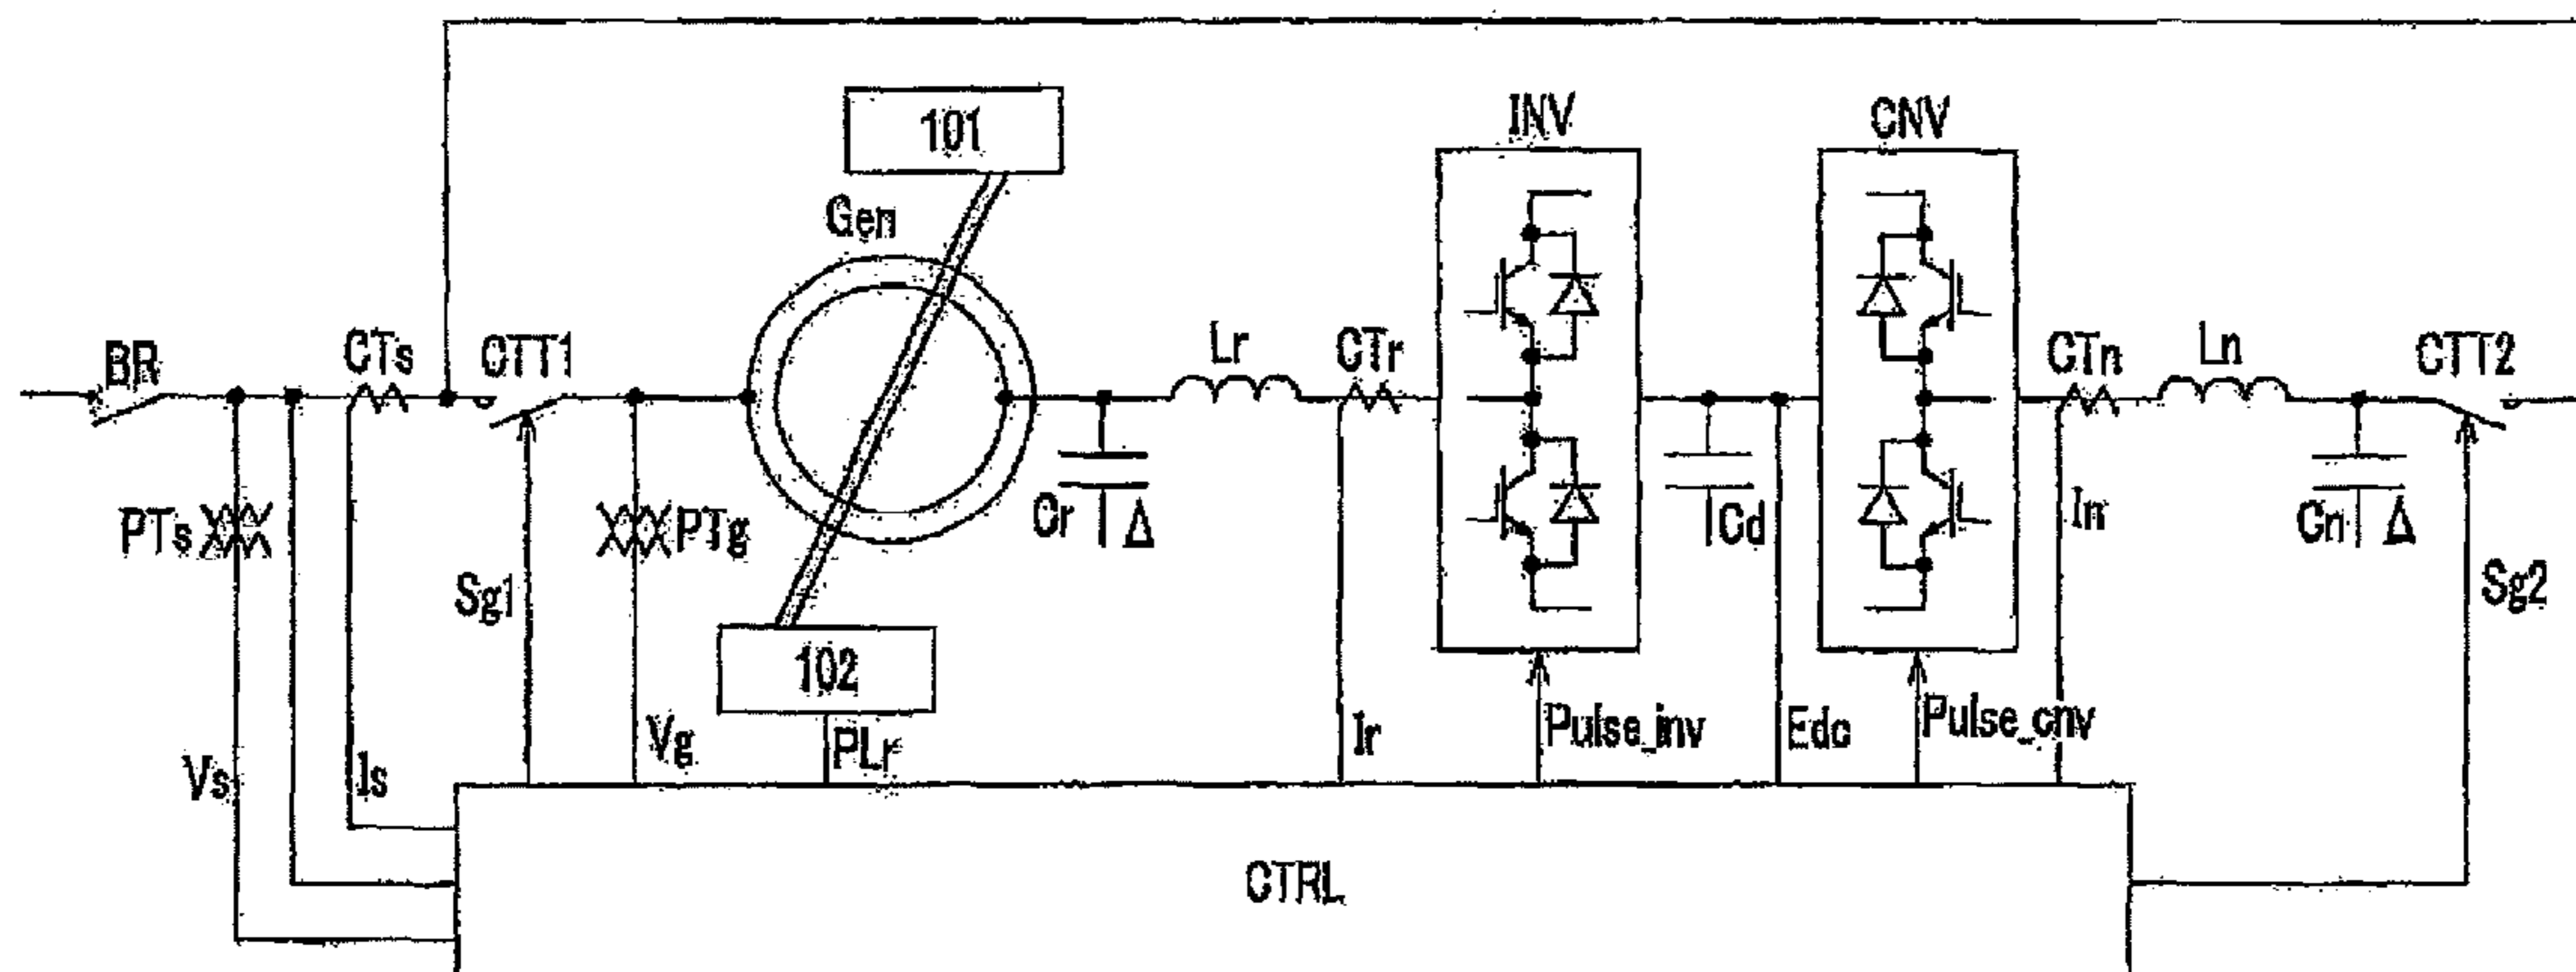 101
INV
CNV
Gen
BR
CTs
CTT1
Lr
CTr
CTn
Ln
CTT2
PTs
PTg
Cr
Δ
Cd
In
Cn
Δ
Sg1
Sg2
102
Vs
Is
Vg
PLr
Ir
Pulse_inv
Edc
Pulse_cnv
CTRL